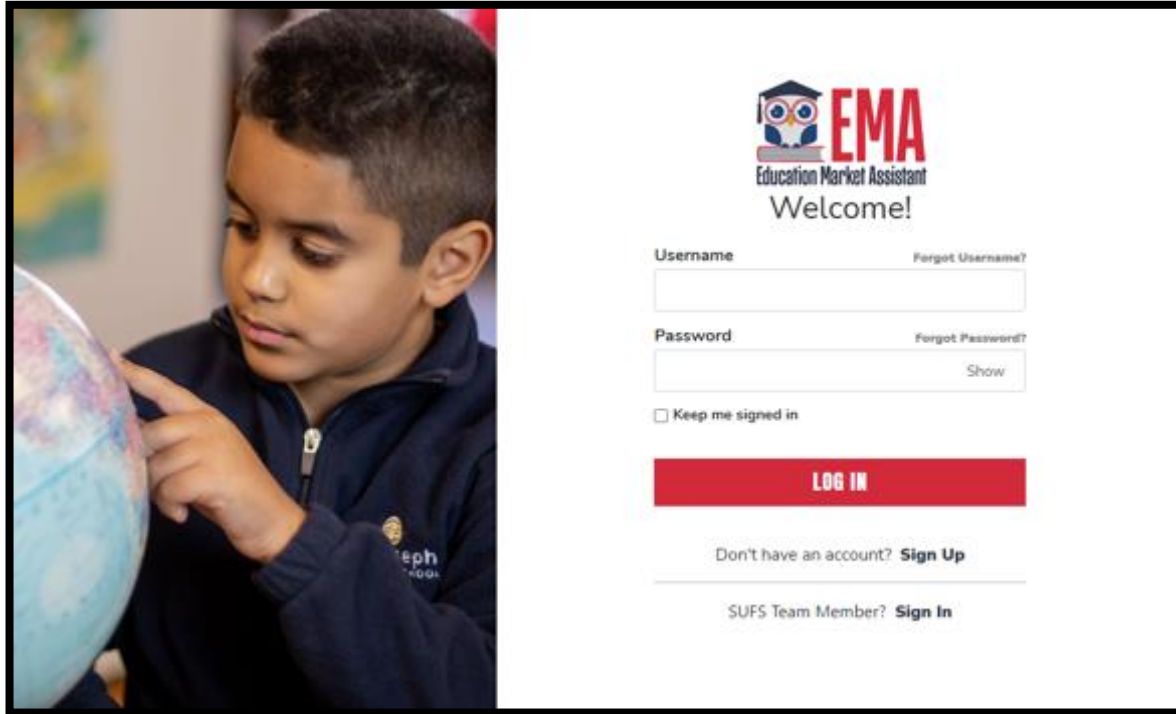 EMA
Education Market Assistant
Welcome!
Username Forgot Username?
Password Forgot Password?
Show
Keep me signed in
LOG IN
Don't have an account? Sign Up
SUFS Team Member? Sign In
eph